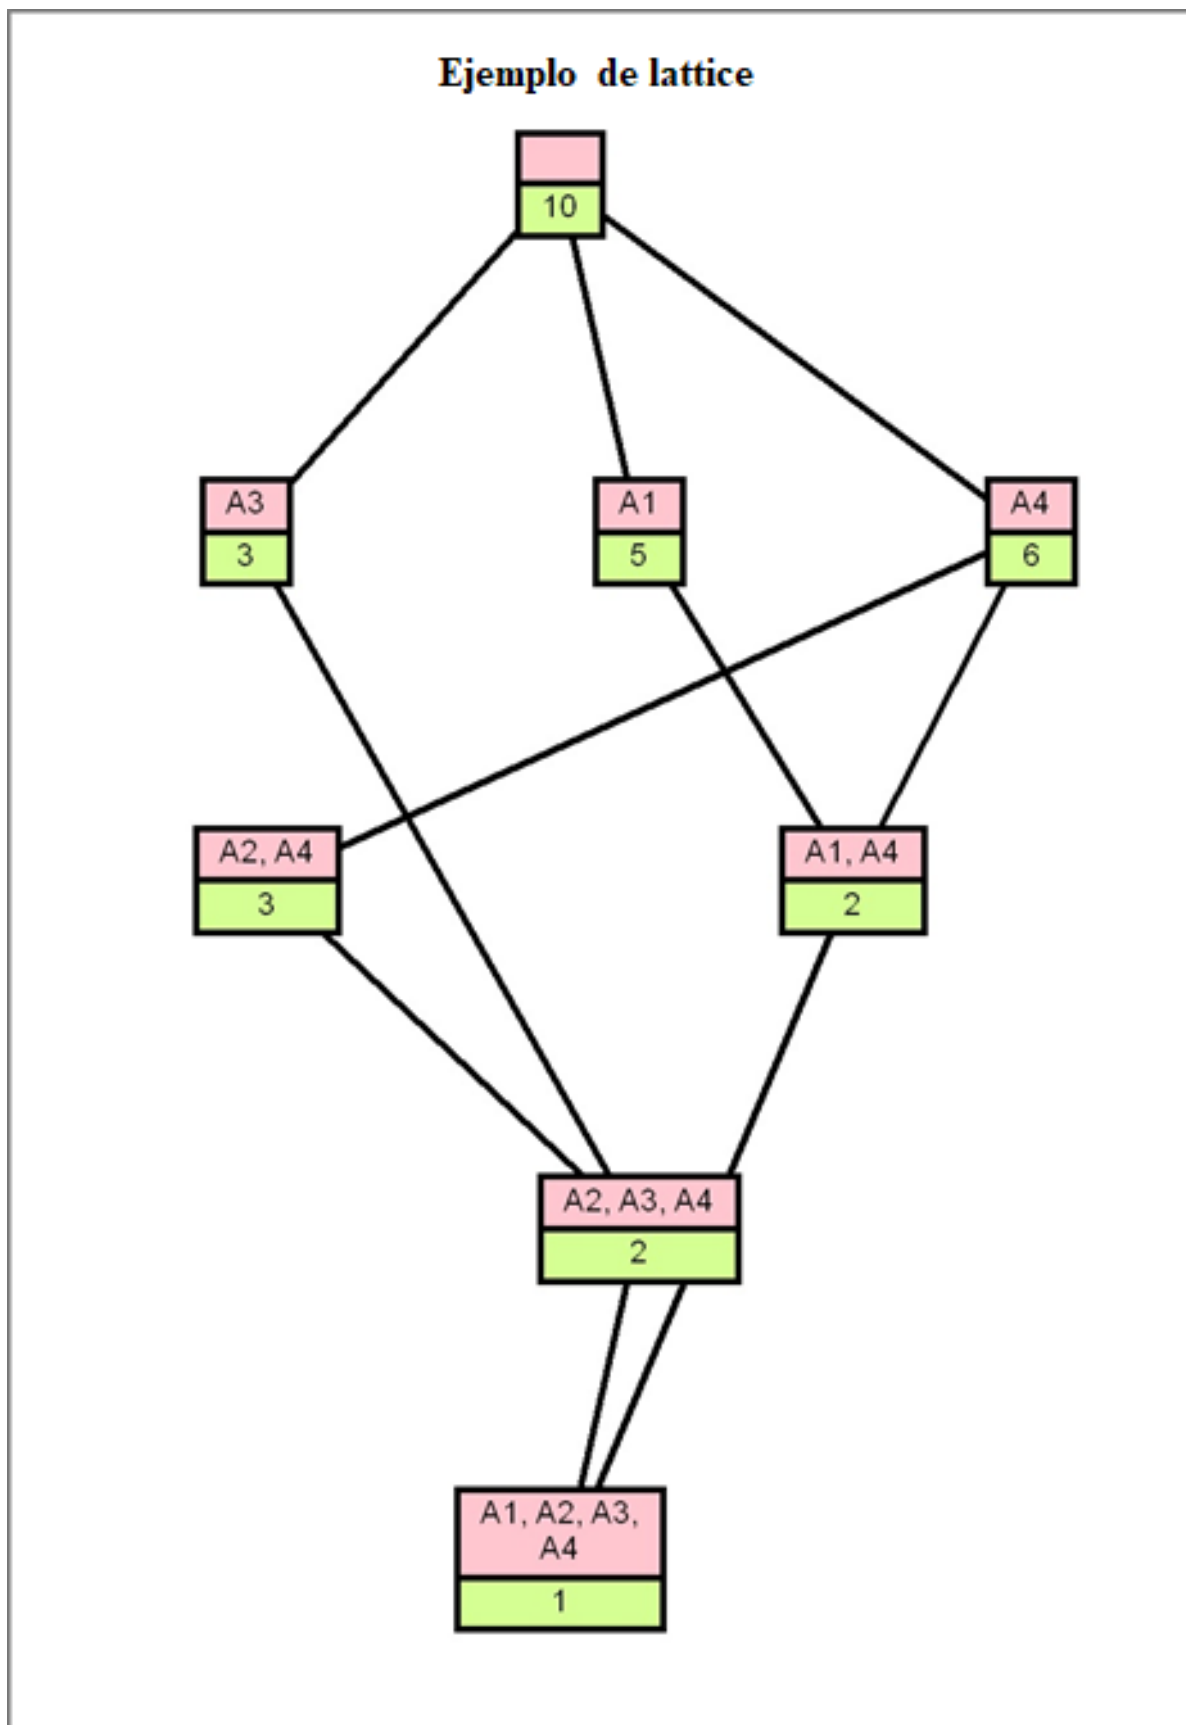 Ejemplo de lattice
10
A3
3
A1
5
A4
6
A2, A4
3
A1, A4
2
A2, A3, A4
2
A1, A2, A3,
A4
1